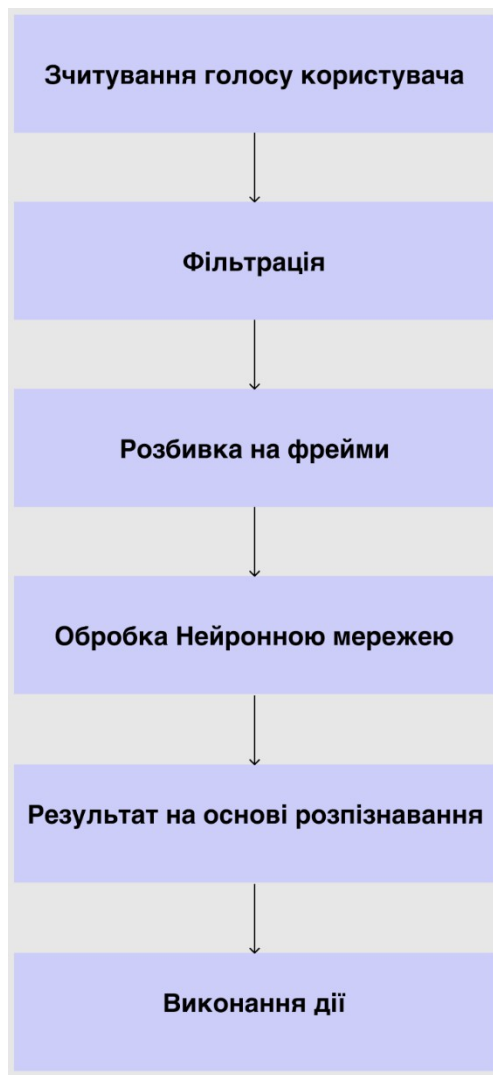 Зчитування голосу користувача
Фільтрація
Розбивка на фрейми
Обробка Нейронною мережею
Результат на основі розпізнавання
Виконання дії